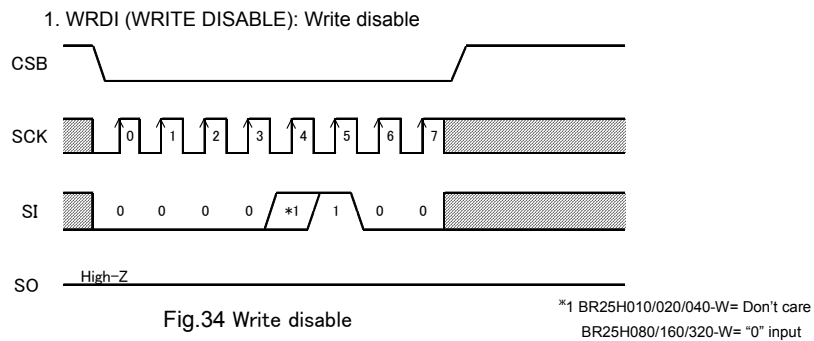 1. WRDI (WRITE DISABLE): Write disable
CSB
SCK
0 1 2 3 4 5 6 7
SI
0 0 0 0 *1 1 0 0
SO
High-Z
Fig.34 Write disable
*1 BR25H010/020/040-W= Don't care
BR25H080/160/320-W= “0” input